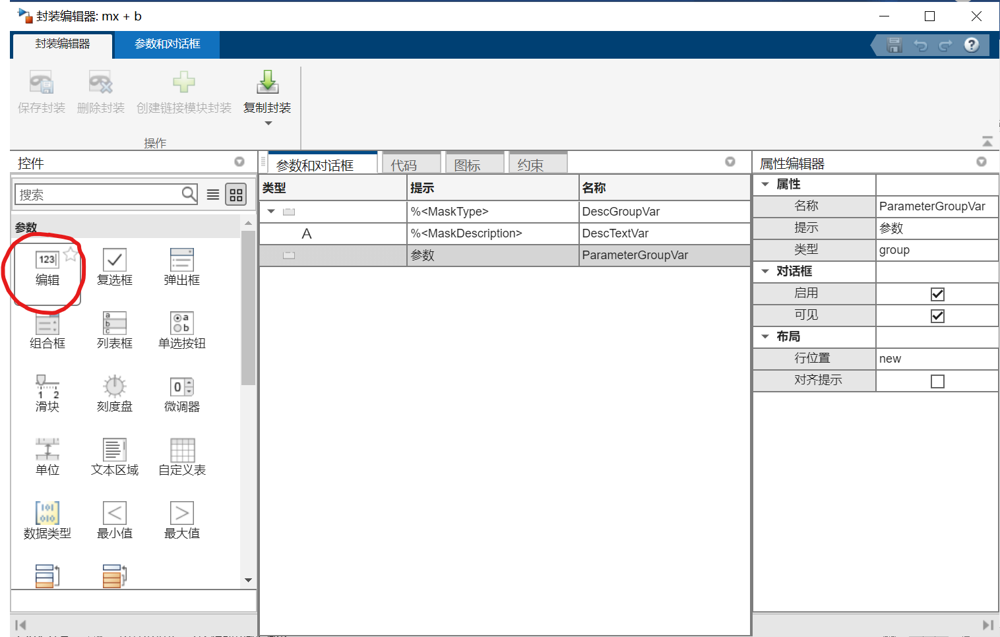 封装编辑器: mx + b
封装编辑器 参数和对话框
保存封装 删除封装 创建链接模块封装 复制封装
操作
控件
搜索
参数
123 编辑 复选框 弹出框
组合框 a b c 列表框 a b 单选按钮
1 2 滑块 刻度盘 0 微调器
单位 文本区域 自定义表
101 010 数据类型 < 最小值 > 最大值
参数和对话框 代码 图标 约束
类型 提示 名称
%<MaskType> DescGroupVar
A %<MaskDescription> DescTextVar
参数 ParameterGroupVar
属性编辑器
属性
名称 ParameterGroupVar
提示 参数
类型 group
对话框
启用
可见
布局
行位置 new
对齐提示